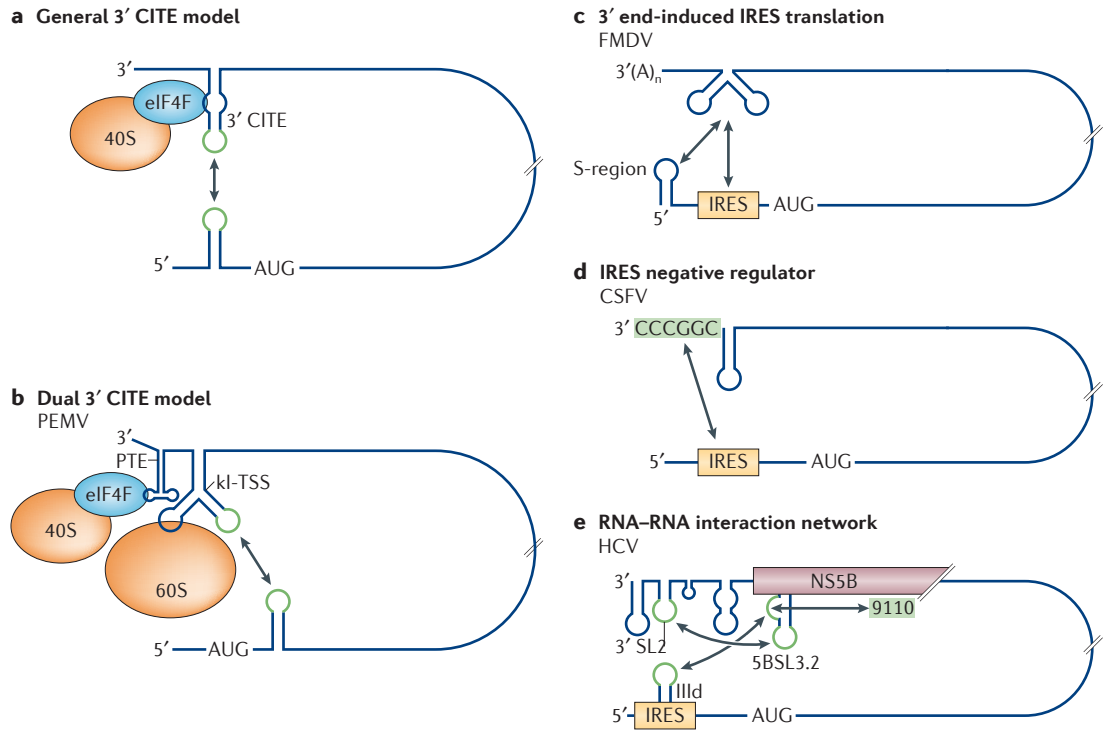 a General 3′ CITE model
3′
eIF4F
40S
3′ CITE
5′
AUG
b Dual 3′ CITE model
PEMV
3′
PTE
kl-TSS
eIF4F
40S
60S
5′
AUG
c 3′ end-induced IRES translation
FMDV
3′(A)n
S-region
IRES
AUG
5′
d IRES negative regulator
CSFV
3′ CCCGGC
5′
IRES
AUG
e RNA–RNA interaction network
HCV
3′
NS5B
9110
3′ SL2
5BSL3.2
IIId
5′
IRES
AUG